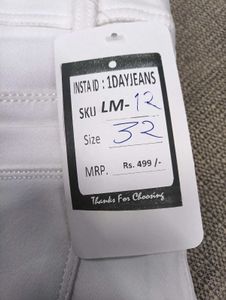 INSTA ID : 1DAYJEANS
SKU LM-12
Size 32
MRP. Rs. 499 /-
Thanks For Choosing